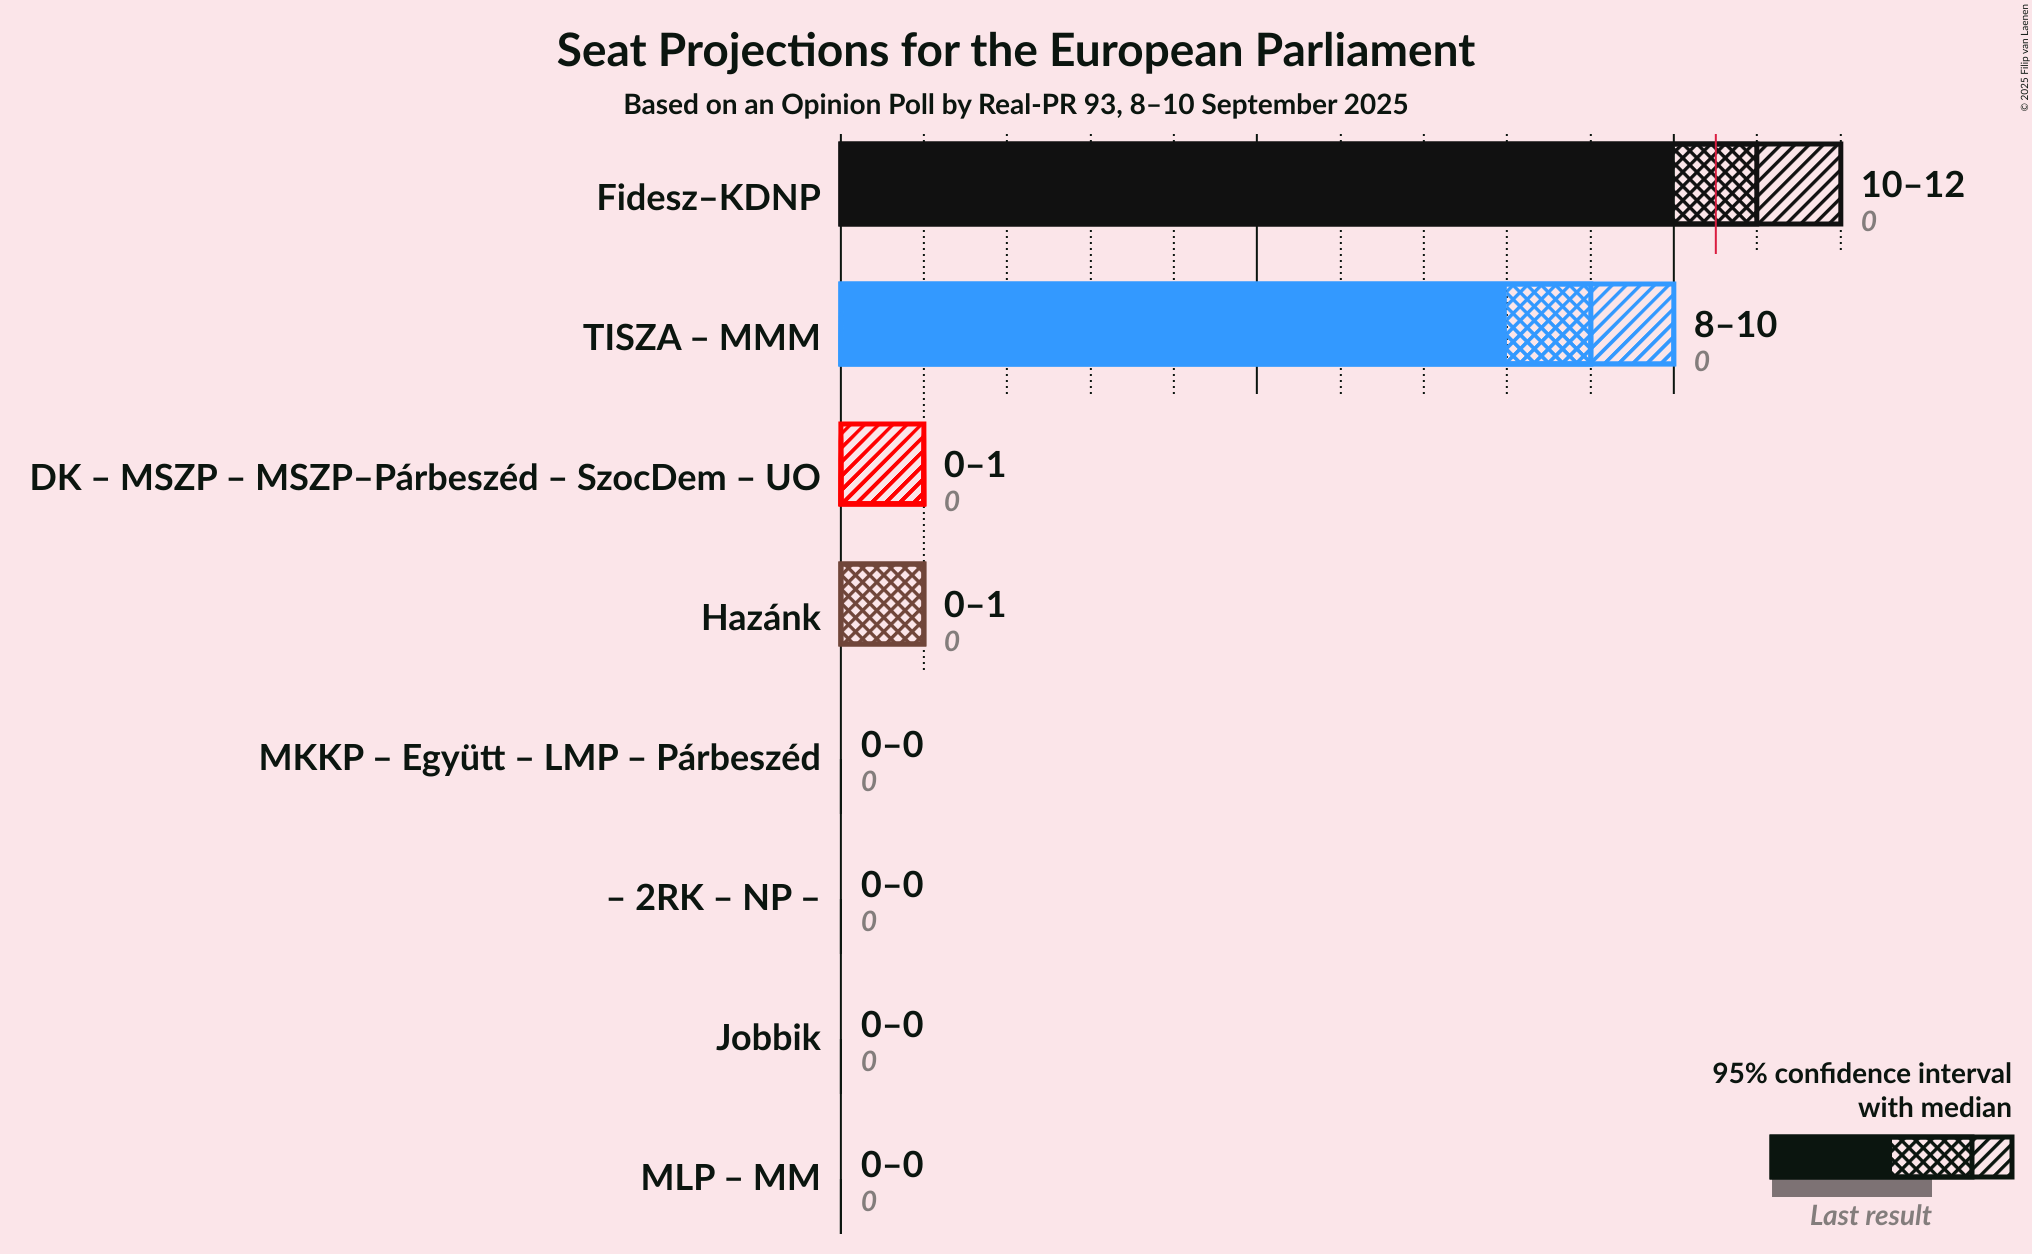 Seat Projections for the European Parliament
Based on an Opinion Poll by Real-PR 93, 8–10 September 2025
© 2025 Filip van Laenen
Fidesz–KDNP
10–12
0
TISZA – MMM
8–10
0
DK – MSZP – MSZP–Párbeszéd – SzocDem – UO
0–1
0
Hazánk
0–1
0
MKKP – Együtt – LMP – Párbeszéd
0–0
0
– 2RK – NP –
0–0
0
Jobbik
0–0
0
MLP – MM
0–0
0
95% confidence interval
with median
Last result